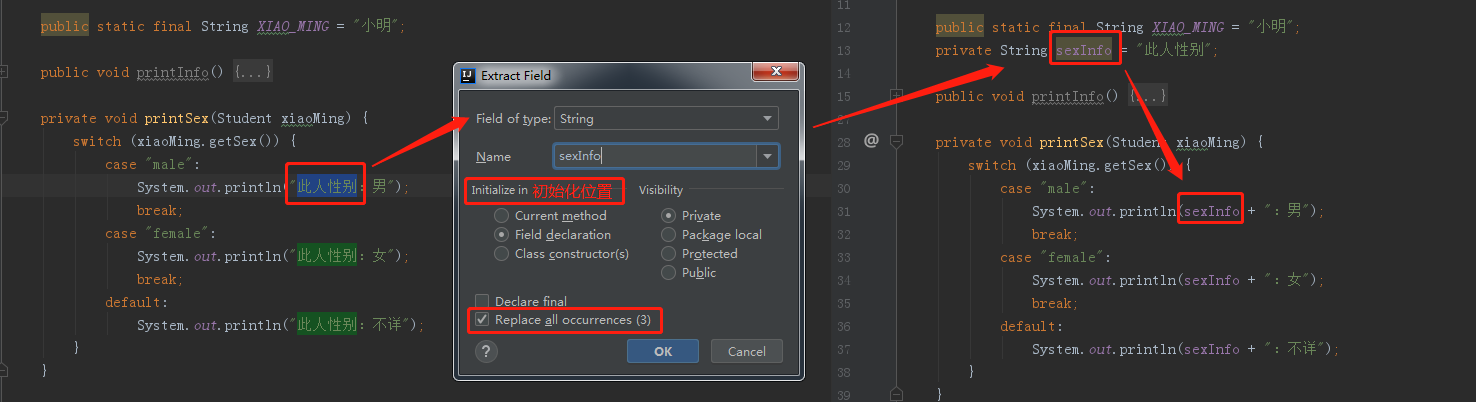 public static final String XIAO_MING = "小明";
public void printInfo() {...}
private void printSex(Student xiaoMing) {
switch (xiaoMing.getSex()) {
case "male":
System.out.println("此人性别：男");
break;
case "female":
System.out.println("此人性别：女");
break;
default:
System.out.println("此人性别：不详");
}
}
Extract Field
Field of type: String
Name sexInfo
Initialize in 初始化位置 Visibility
Current method Private
Field declaration Package local
Class constructor(s) Protected
Public
Declare final
Replace all occurrences (3)
? OK Cancel
11
12 public static final String XIAO_MING = "小明";
13 private String sexInfo = "此人性别";
14
15 public void printInfo() {...}
28 @ private void printSex(Student xiaoMing) {
29 switch (xiaoMing.getSex()) {
30 case "male":
31 System.out.println(sexInfo + "：男");
32 break;
33 case "female":
34 System.out.println(sexInfo + "：女");
35 break;
36 default:
37 System.out.println(sexInfo + "：不详");
38 }
39 }